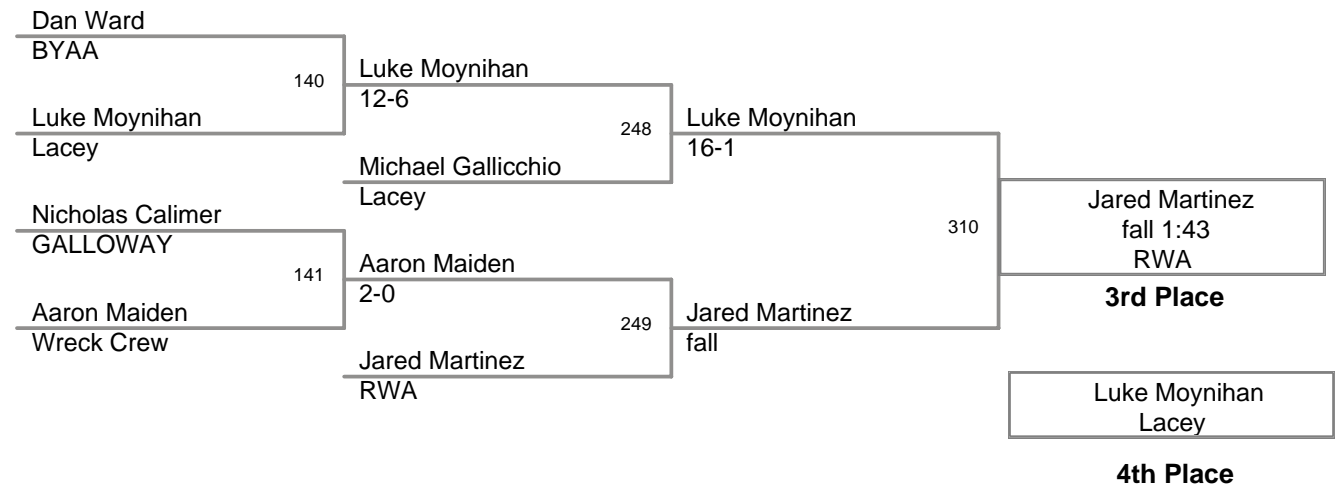 Dan Ward
BYAA
140
Luke Moynihan
12-6
Luke Moynihan
Lacey
248
Luke Moynihan
16-1
Michael Gallicchio
Lacey
Nicholas Calimer
GALLOWAY
310
Jared Martinez
fall 1:43
RWA
3rd Place
141
Aaron Maiden
2-0
Aaron Maiden
Wreck Crew
249
Jared Martinez
fall
Jared Martinez
RWA
Luke Moynihan
Lacey
4th Place